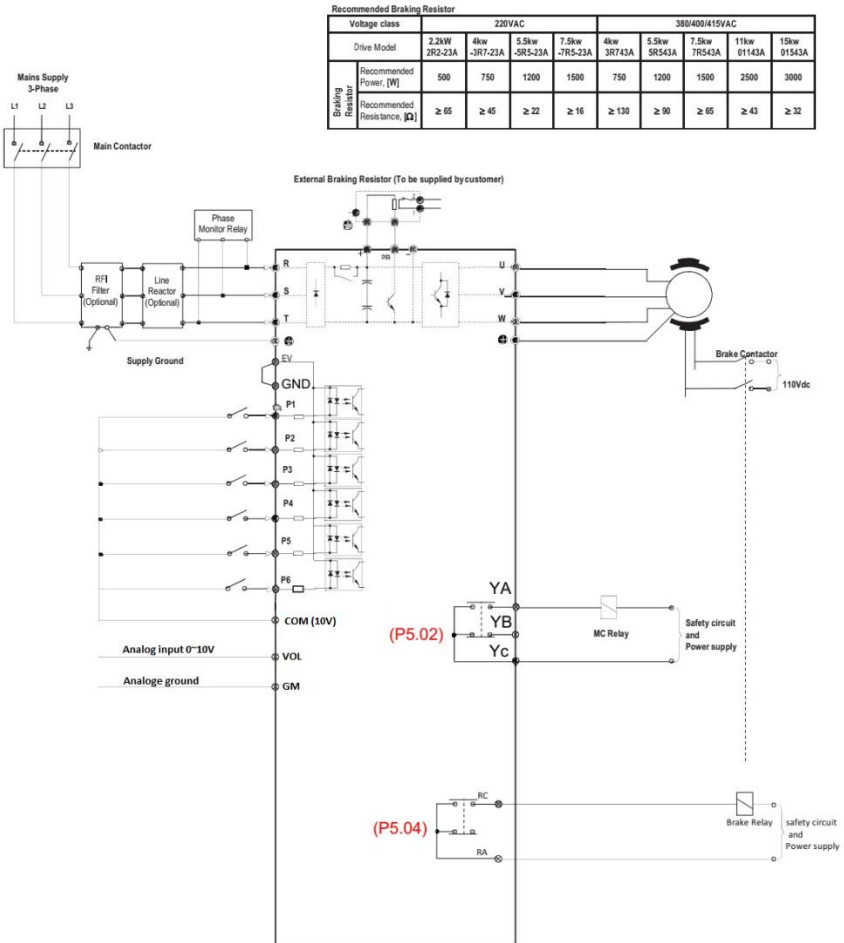 Recommended Braking Resistor
Voltage class 220VAC 380/400/415VAC
Drive Model 2.2kW 2R2-23A 4kw -3R7-23A 5.5kw -5R5-23A 7.5kw -7R5-23A 4kw 3R743A 5.5kw 5R543A 7.5kw 7R543A 11kw 01143A 15kw 01543A
Braking Resistor
Recommended Power, [W] 500 750 1200 1500 750 1200 1500 2500 3000
Recommended Resistance, [Ω] ≥ 65 ≥ 45 ≥ 22 ≥ 16 ≥ 130 ≥ 90 ≥ 65 ≥ 43 ≥ 32
Mains Supply
3-Phase
L1 L2 L3
Main Contactor
External Braking Resistor (To be supplied by customer)
Phase
Monitor Relay
+ PB -
RFI
Filter
(Optional)
Line
Reactor
(Optional)
R U
S V
T W
Supply Ground
EV
GND
Brake Contactor
110Vdc
P1
P2
P3
P4
P5
P6
COM (10V)
Analog input 0~10V VOL
Analoge ground GM
(P5.02)
YA
YB
Yc
MC Relay
Safety circuit
and
Power supply
(P5.04)
RC
RA
Brake Relay
safety circuit
and
Power supply